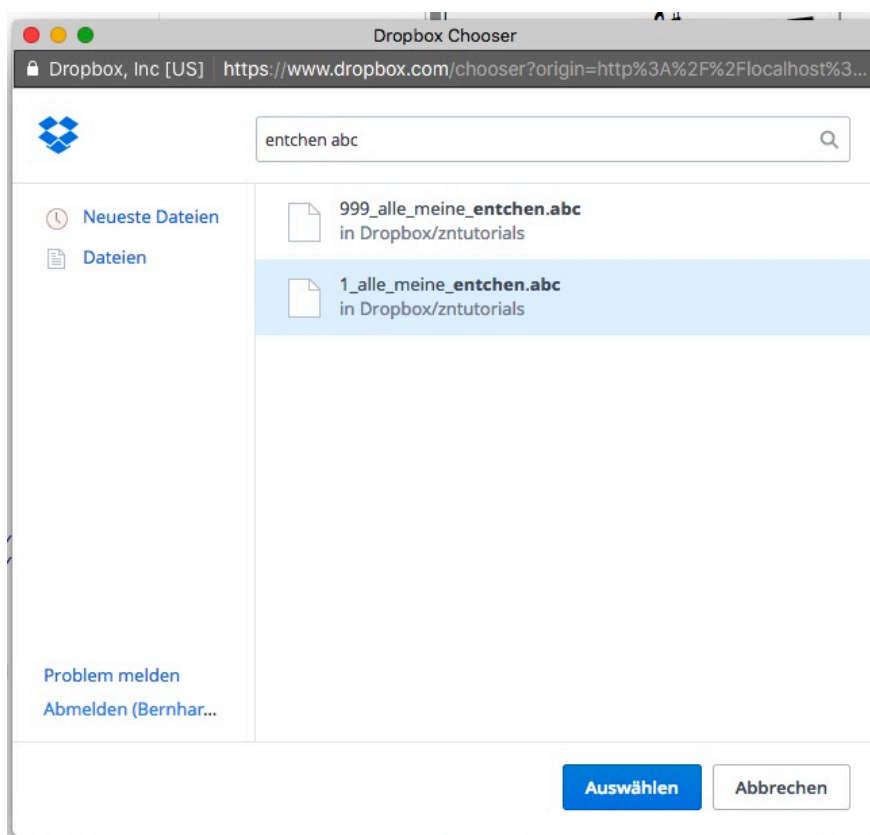 Dropbox Chooser
Dropbox, Inc [US] https://www.dropbox.com/chooser?origin=http%3A%2F%2Flocalhost%3...
entchen abc
Neueste Dateien
Dateien
999_alle_meine_entchen.abc
in Dropbox/zntutorials
1_alle_meine_entchen.abc
in Dropbox/zntutorials
Problem melden
Abmelden (Bernhar...
Auswählen
Abbrechen